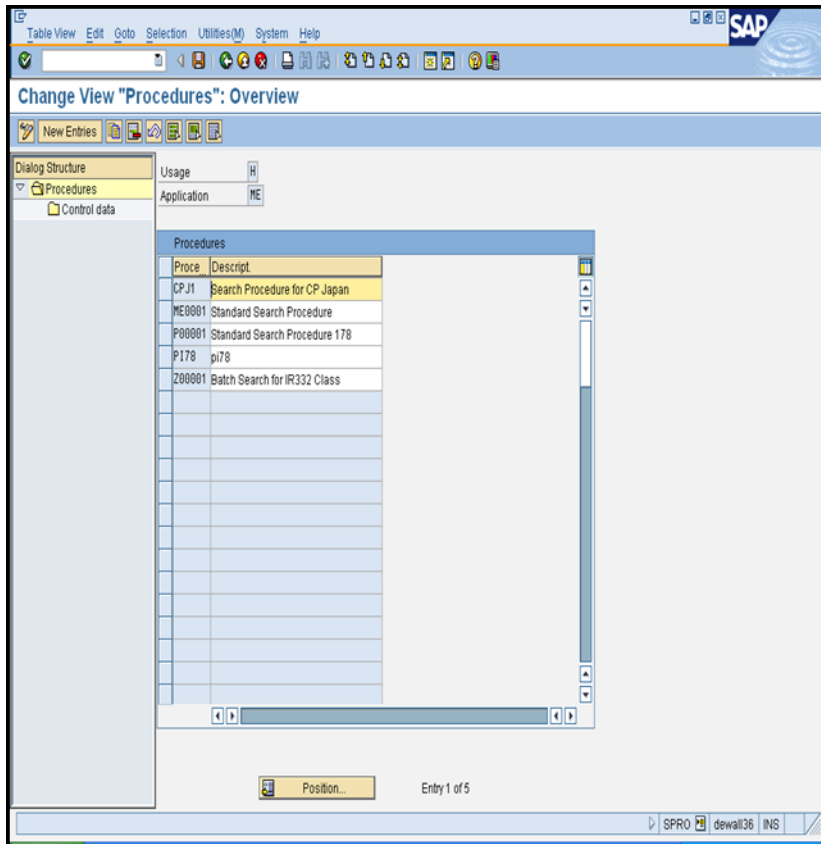 Table View Edit Goto Selection Utilities(M) System Help
SAP
Change View "Procedures": Overview
New Entries
Dialog Structure
Procedures
Control data
Usage H
Application ME
Procedures
Proce... Descript.
CPJ1 Search Procedure for CP Japan
ME0001 Standard Search Procedure
P00001 Standard Search Procedure 178
PI78 pi78
Z00001 Batch Search for IR332 Class
Position...
Entry 1 of 5
SPRO dewall36 INS